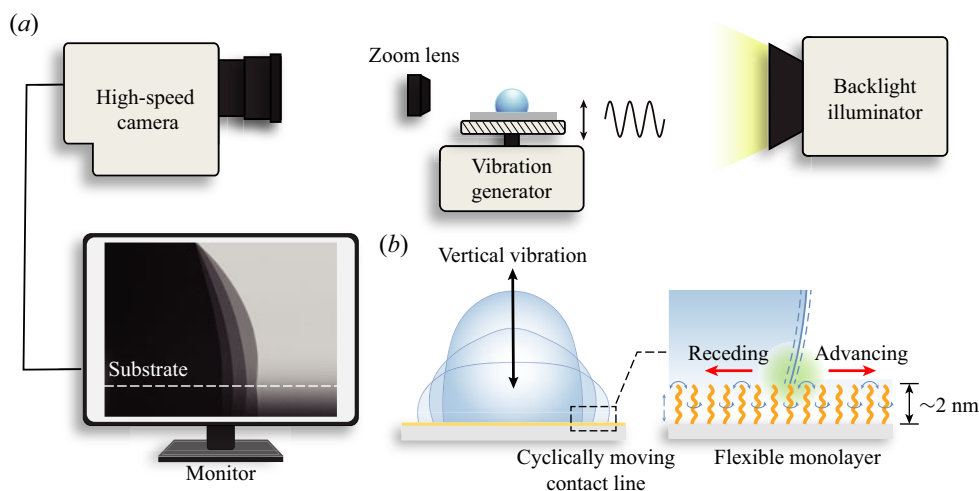 (a)
High-speed
camera
Zoom lens
Vibration
generator
Backlight
illuminator
Substrate
Monitor
(b)
Vertical vibration
Cyclically moving
contact line
Receding
Advancing
~2 nm
Flexible monolayer